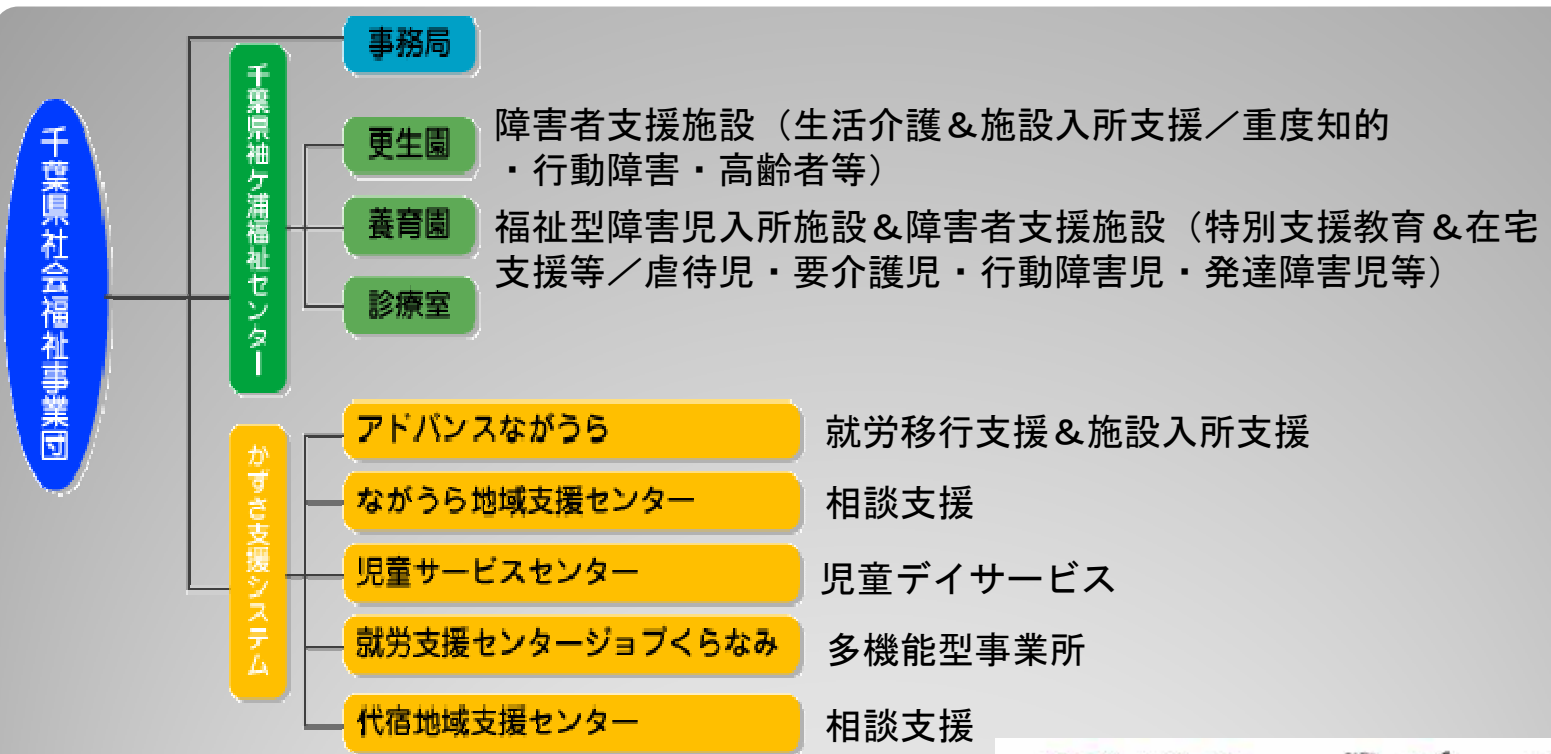 千葉県社会福祉事業団
千葉県袖ケ浦福祉センター
事務局
更生園
障害者支援施設（生活介護＆施設入所支援／重度知的
・行動障害・高齢者等）
養育園
福祉型障害児入所施設＆障害者支援施設（特別支援教育＆在宅
支援等／虐待児・要介護児・行動障害児・発達障害児等）
診療室
かずさ支援システム
アドバンスながうら
就労移行支援＆施設入所支援
ながうら地域支援センター
相談支援
児童サービスセンター
児童デイサービス
就労支援センタージョブくらなみ
多機能型事業所
代宿地域支援センター
相談支援